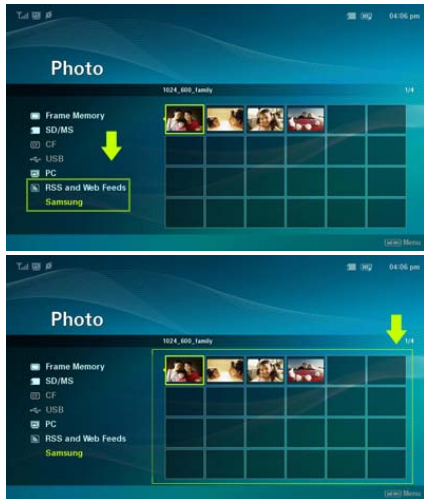 04:06 pm
Photo
1024_600_family 1/4
Frame Memory
SD/MS
CF
USB
PC
RSS and Web Feeds
Samsung
Menu
04:06 pm
Photo
1024_600_family 1/4
Frame Memory
SD/MS
CF
USB
PC
RSS and Web Feeds
Samsung
Menu